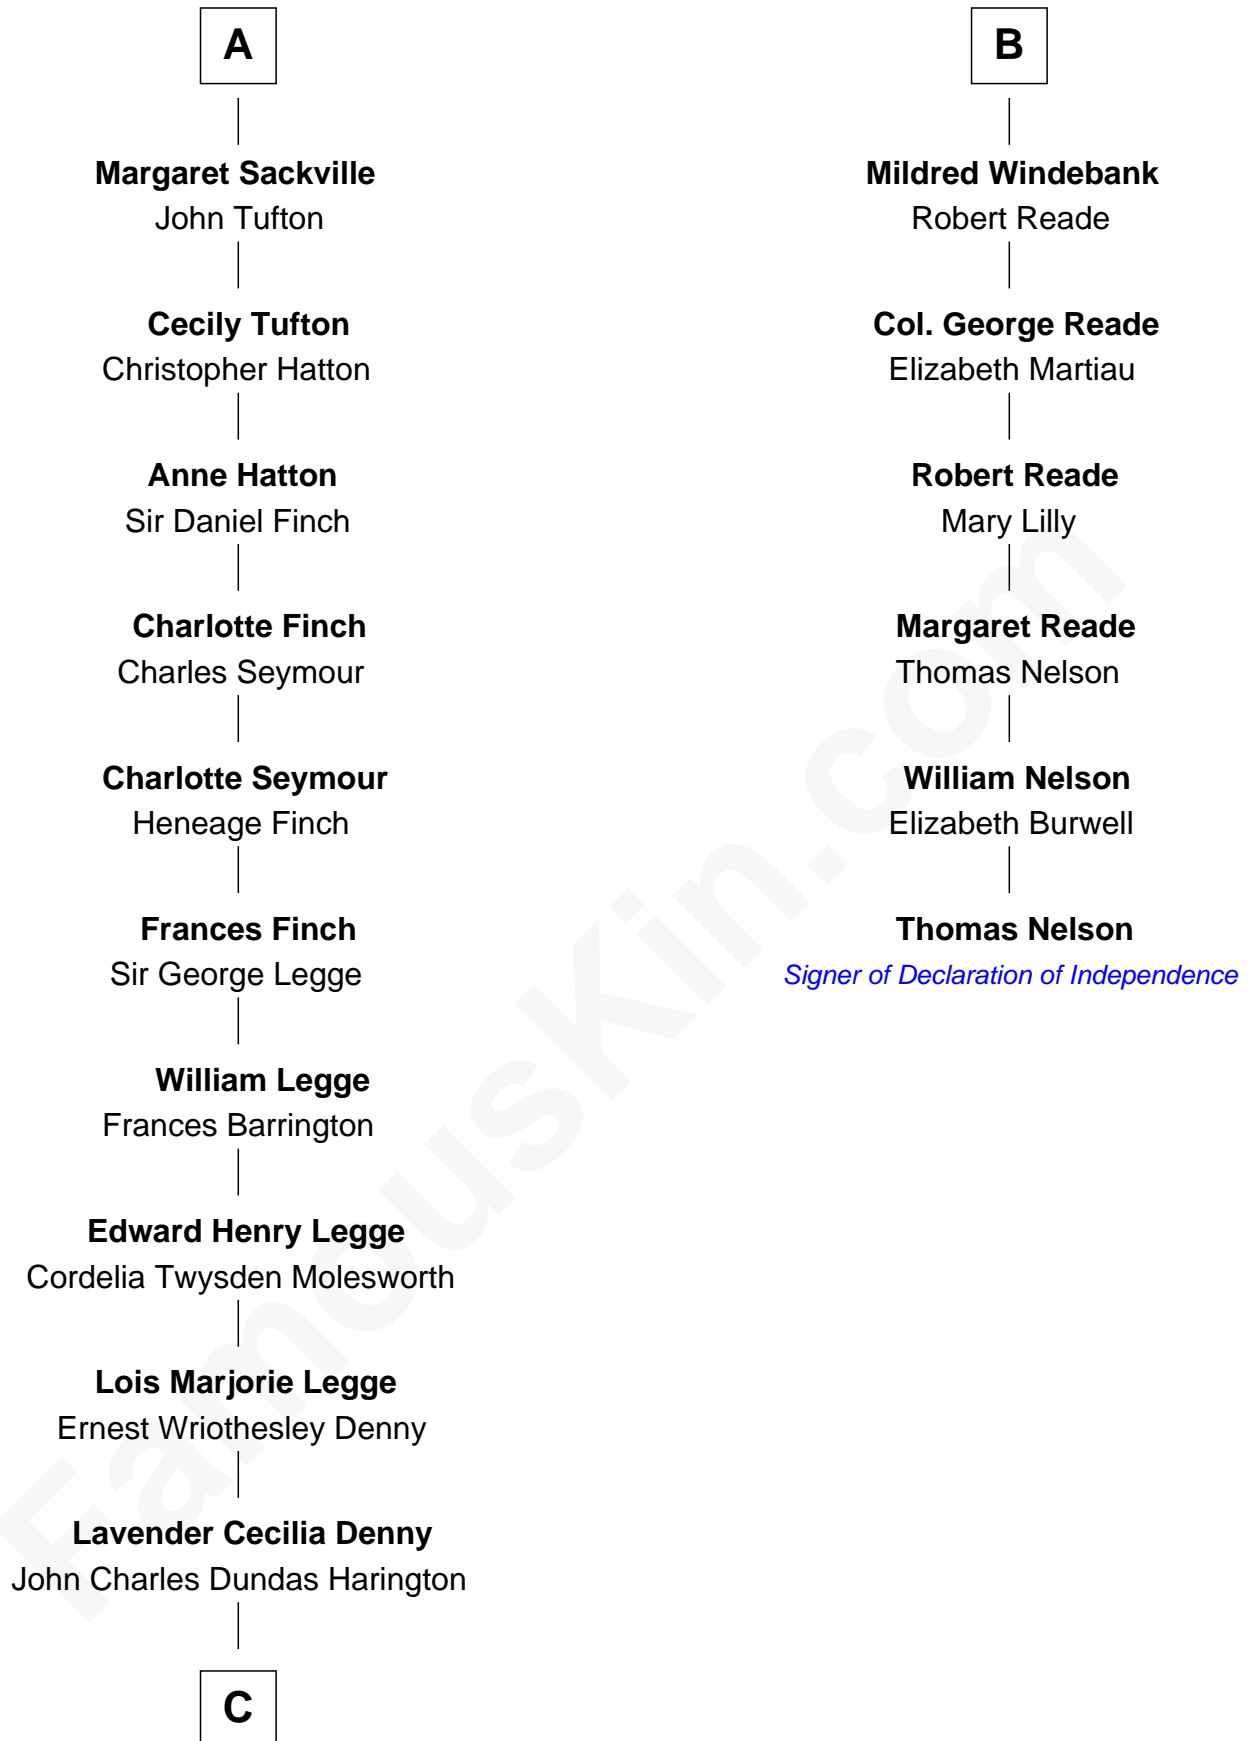 A
Margaret Sackville
John Tufton
Cecily Tufton
Christopher Hatton
Anne Hatton
Sir Daniel Finch
Charlotte Finch
Charles Seymour
Charlotte Seymour
Heneage Finch
Frances Finch
Sir George Legge
William Legge
Frances Barrington
Edward Henry Legge
Cordelia Twysden Molesworth
Lois Marjorie Legge
Ernest Wriothesley Denny
Lavender Cecilia Denny
John Charles Dundas Harington
C
B
Mildred Windebank
Robert Reade
Col. George Reade
Elizabeth Martiau
Robert Reade
Mary Lilly
Margaret Reade
Thomas Nelson
William Nelson
Elizabeth Burwell
Thomas Nelson
Signer of Declaration of Independence
FamousKin.com